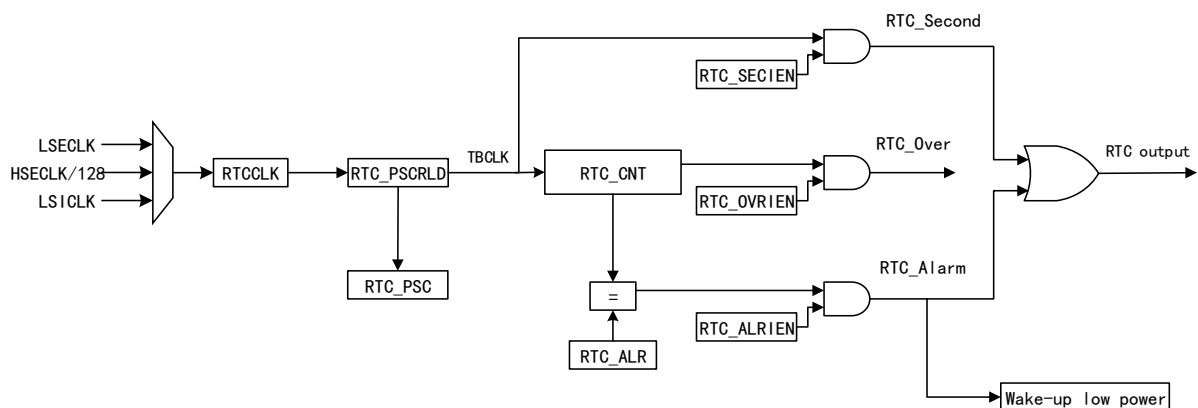 RTC_Second
RTC_SECIEN
LSECLK
HSECLK/128
LSICLK
RTCCLK
RTC_PSCRLD
TBCLK
RTC_CNT
RTC_Over
RTC_OVRIEN
RTC output
RTC_PSC
=
RTC_Alarm
RTC_ALRIEN
RTC_ALR
Wake-up low power